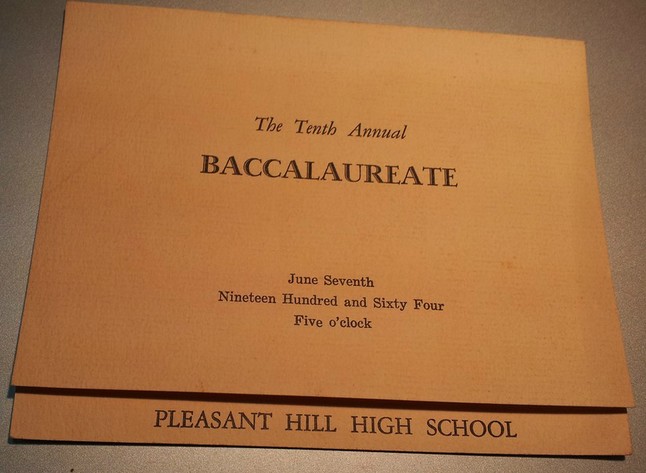 The Tenth Annual
BACCALAUREATE
June Seventh
Nineteen Hundred and Sixty Four
Five o'clock
PLEASANT HILL HIGH SCHOOL